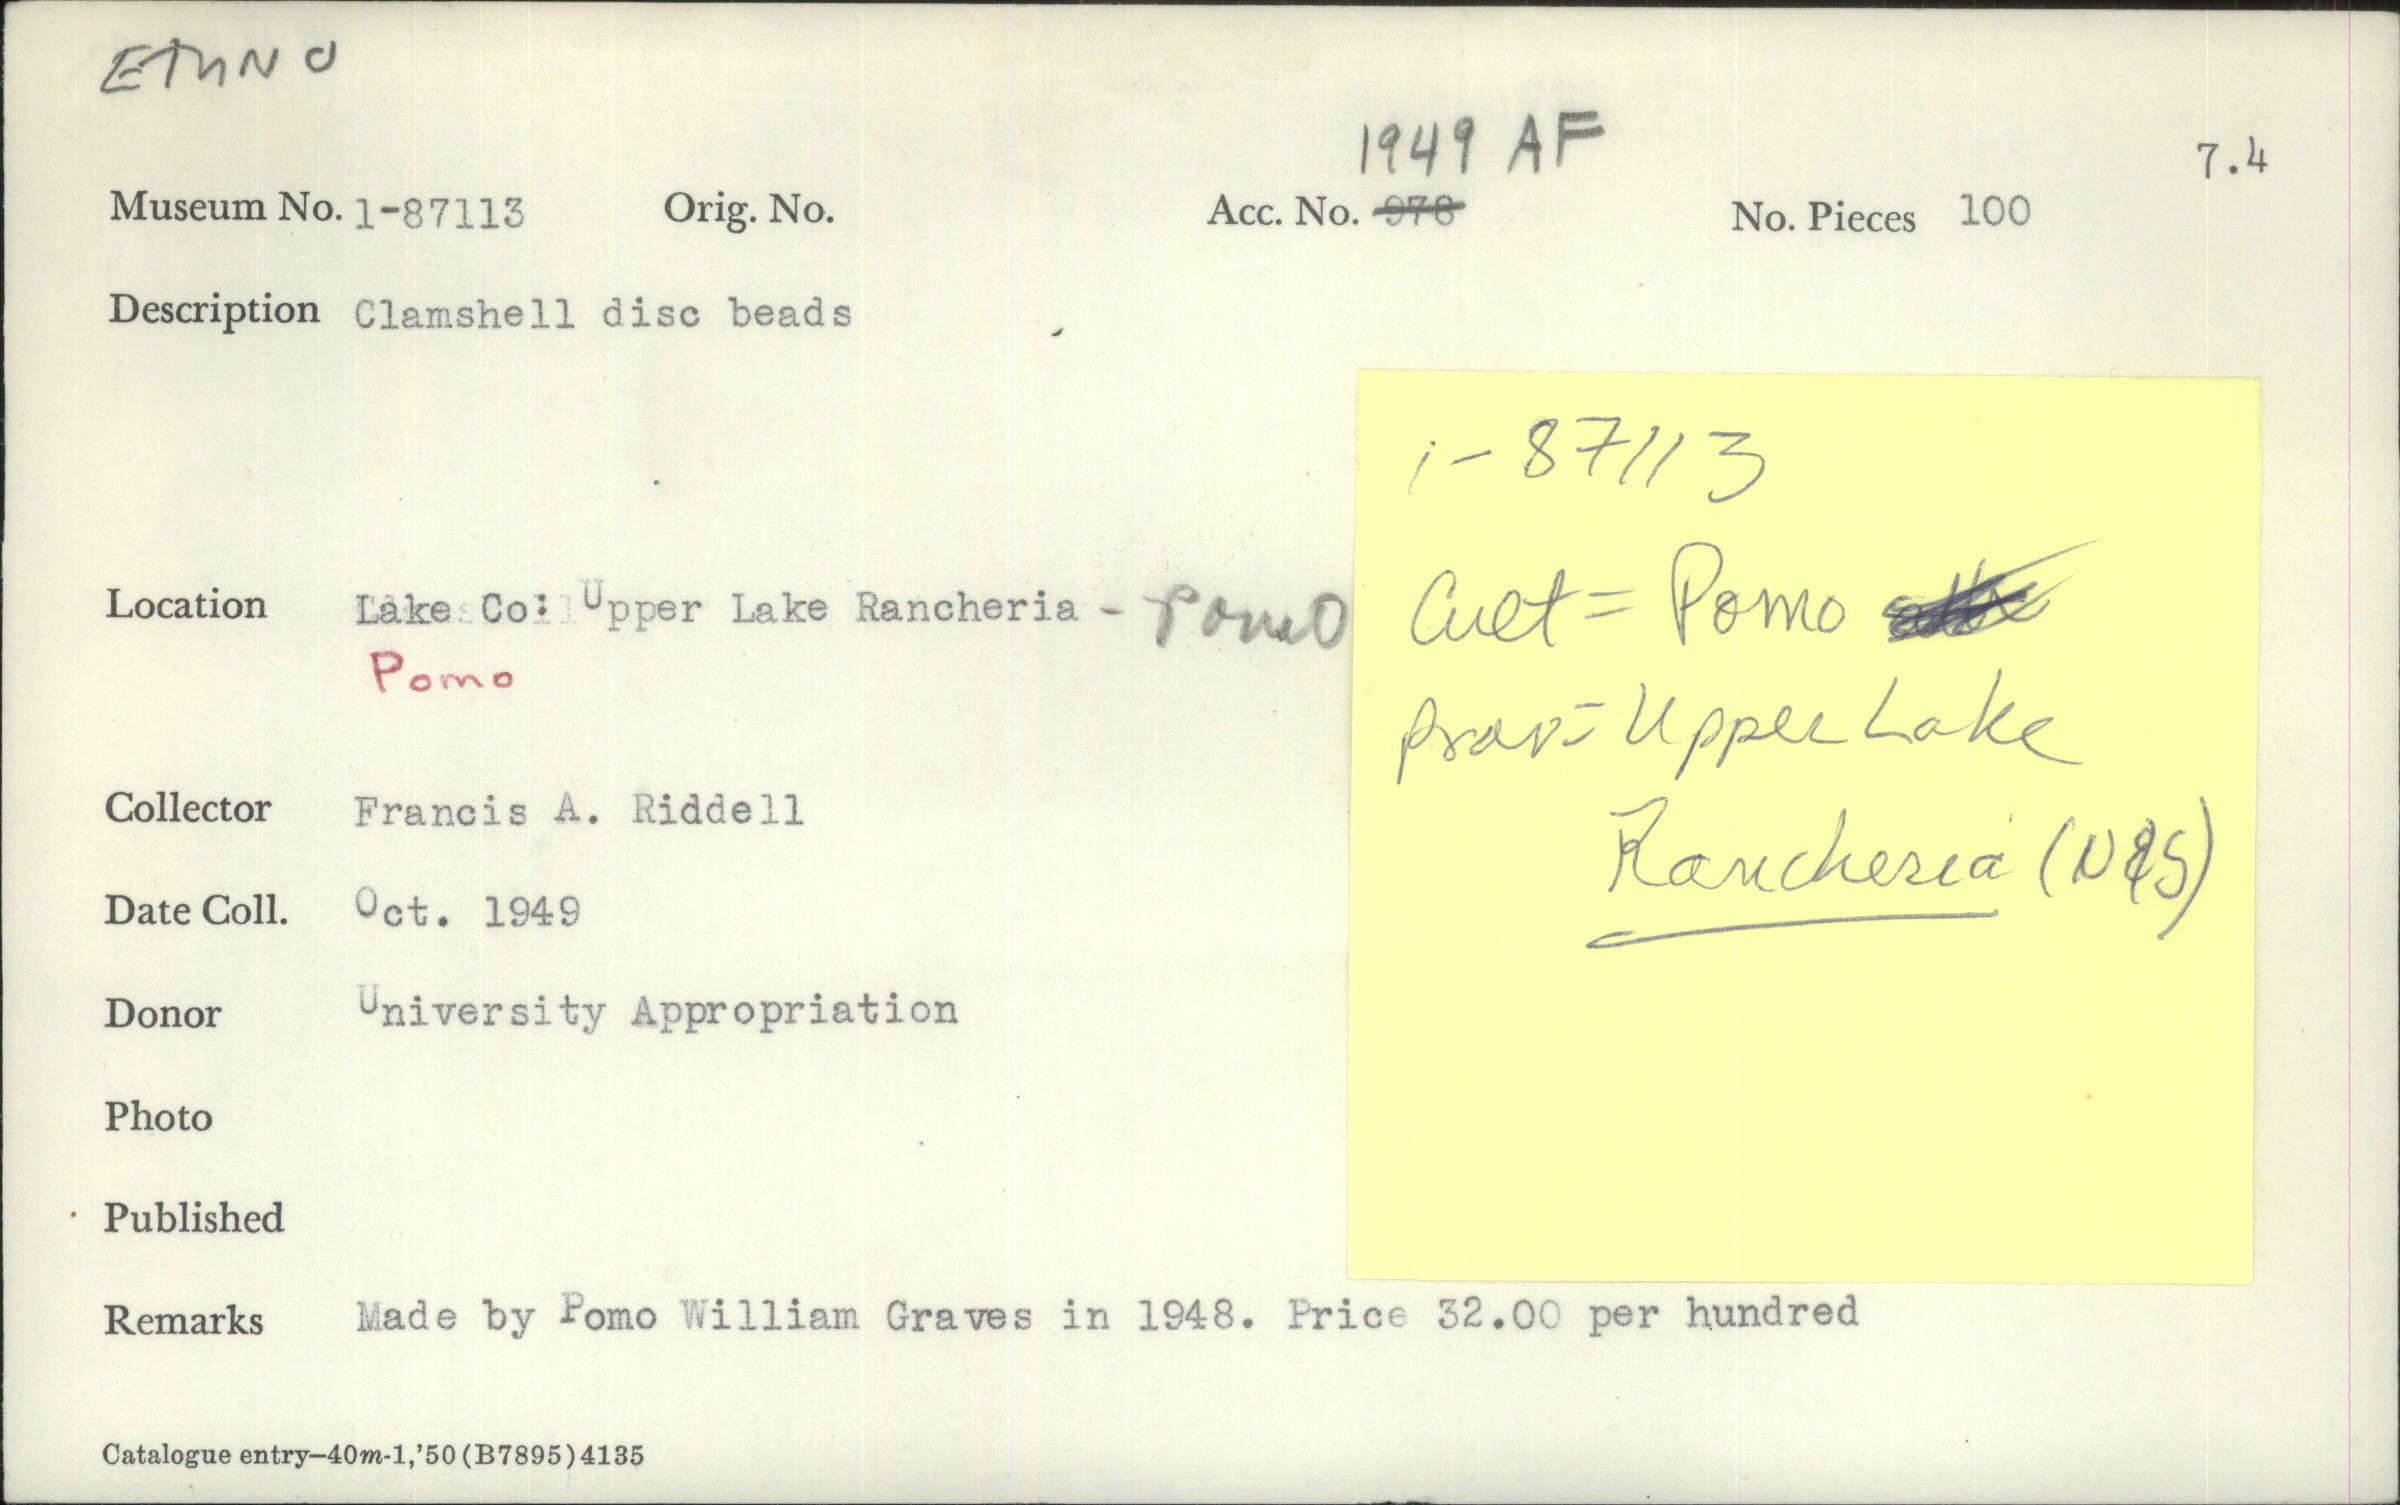 ETHNO
1949 AF
7.4
Museum No. 1-87113 Orig. No. Acc. No. 978 No. Pieces 100
Description Clamshell disc beads
1-87113
Cult = Pomo
prov = Upper Lake
Rancheria (N&S)
Location Lake Co: Upper Lake Rancheria - Pomo
Pomo
Collector Francis A. Riddell
Date Coll. Oct. 1949
Donor University Appropriation
Photo
Published
Remarks Made by Pomo William Graves in 1948. Price 32.00 per hundred
Catalogue entry—40m-1,'50 (B7895) 4135